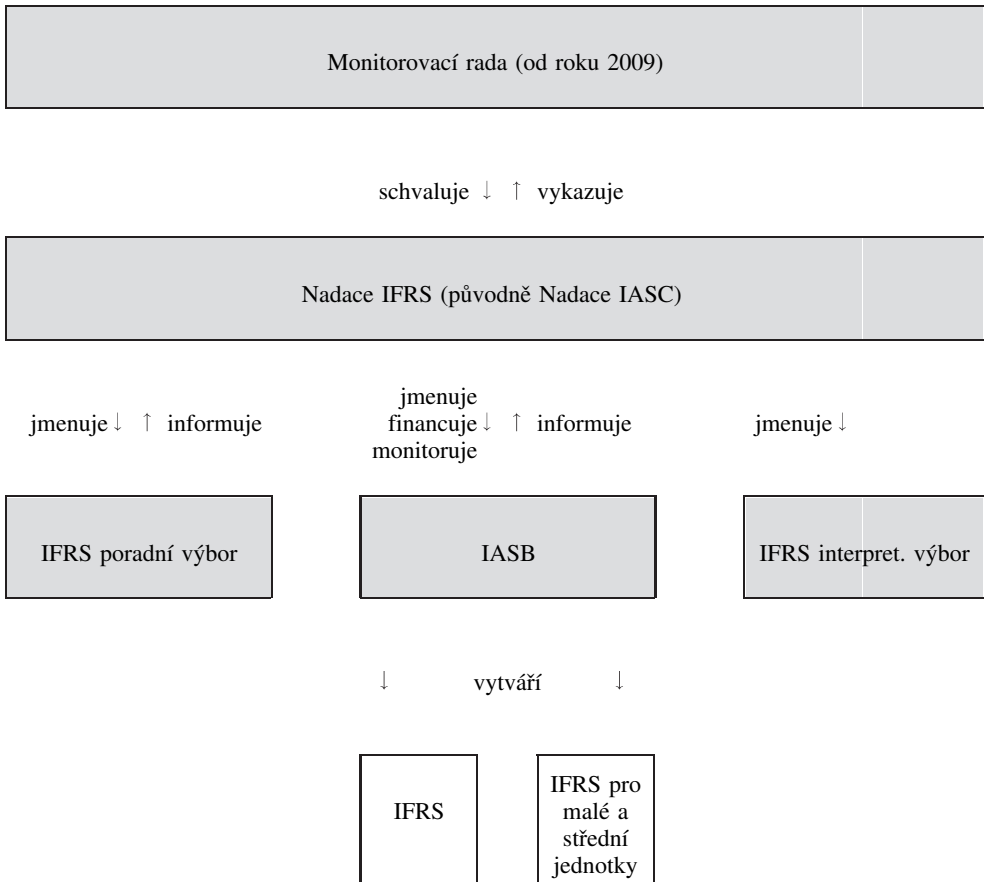 Monitorovací rada (od roku 2009)
schvaluje ↓ ↑ vykazuje
Nadace IFRS (původně Nadace IASC)
jmenuje ↓ ↑ informuje
jmenuje
financuje ↓ ↑ informuje
monitoruje
jmenuje ↓
IFRS poradní výbor
IASB
IFRS interpret. výbor
↓ vytváří ↓
IFRS
IFRS pro
malé a
střední
jednotky